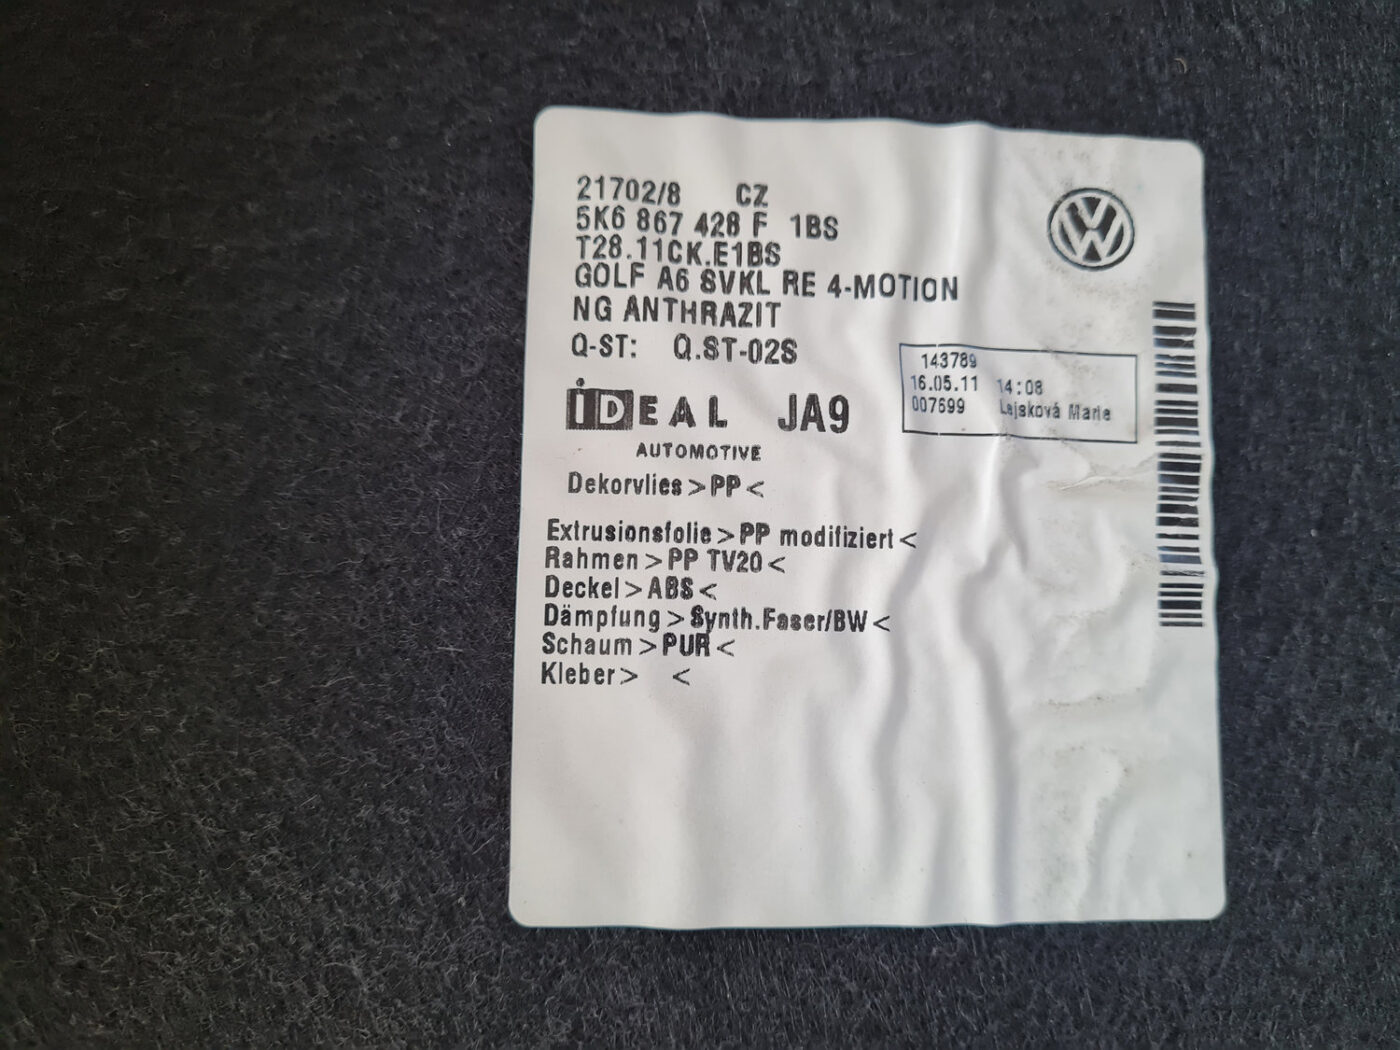 21702/8 CZ
5K6 867 428 F 1BS
T28.11CK.E1BS
GOLF A6 SVKL RE 4-MOTION
NG ANTHRAZIT
Q-ST: Q.ST-02S
VW
143789
16.05.11 14:08
007699 Lejsková Marie
iDEAL JA9
AUTOMOTIVE
Dekorvlies>PP<
Extrusionsfolie>PP modifiziert<
Rahmen>PP TV20<
Deckel>ABS<
Dämpfung>Synth.Faser/BW<
Schaum>PUR<
Kleber> <